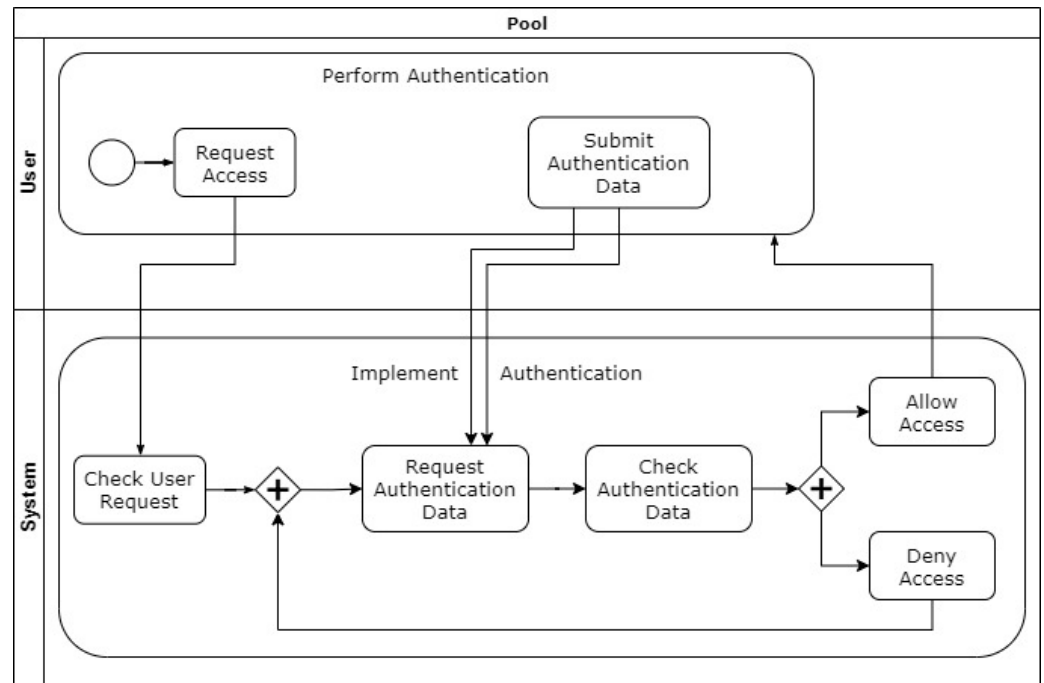 Pool
User
Perform Authentication
Request
Access
Submit
Authentication
Data
System
Implement Authentication
Check User
Request
Request
Authentication
Data
Check
Authentication
Data
Allow
Access
Deny
Access